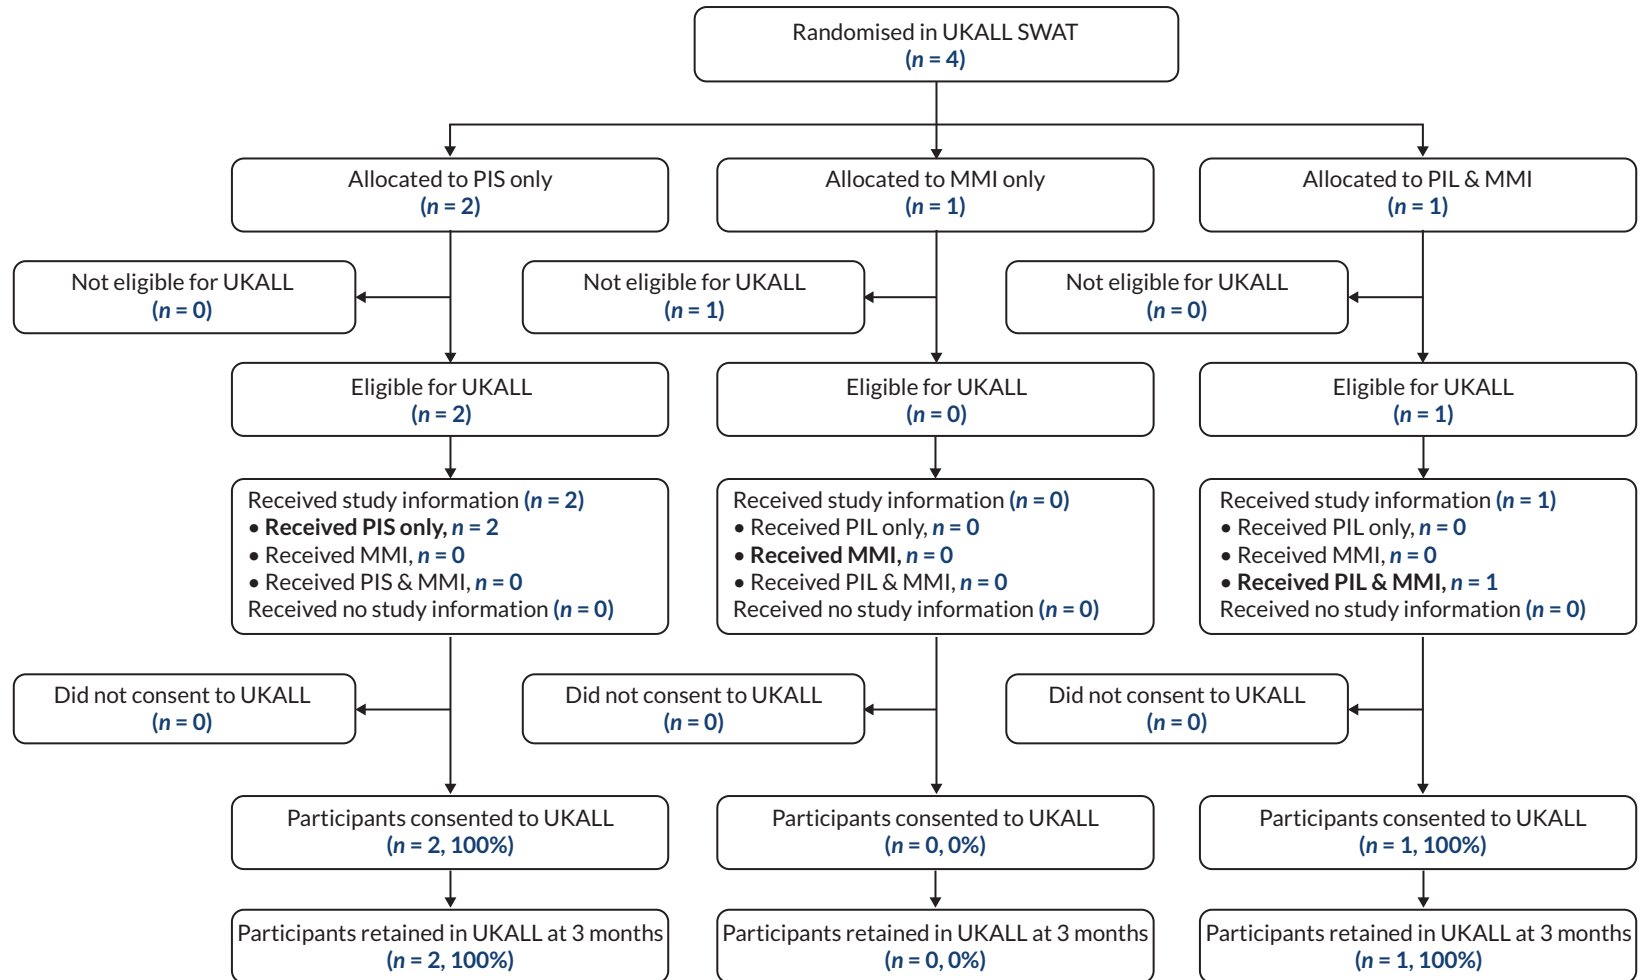 Randomised in UKALL SWAT
(n = 4)
Allocated to PIS only
(n = 2)
Allocated to MMI only
(n = 1)
Allocated to PIL & MMI
(n = 1)
Not eligible for UKALL
(n = 0)
Not eligible for UKALL
(n = 1)
Not eligible for UKALL
(n = 0)
Eligible for UKALL
(n = 2)
Eligible for UKALL
(n = 0)
Eligible for UKALL
(n = 1)
Received study information (n = 2)
• Received PIS only, n = 2
• Received MMI, n = 0
• Received PIS & MMI, n = 0
Received no study information (n = 0)
Received study information (n = 0)
• Received PIL only, n = 0
• Received MMI, n = 0
• Received PIL & MMI, n = 0
Received no study information (n = 0)
Received study information (n = 1)
• Received PIL only, n = 0
• Received MMI, n = 0
• Received PIL & MMI, n = 1
Received no study information (n = 0)
Did not consent to UKALL
(n = 0)
Did not consent to UKALL
(n = 0)
Did not consent to UKALL
(n = 0)
Participants consented to UKALL
(n = 2, 100%)
Participants consented to UKALL
(n = 0, 0%)
Participants consented to UKALL
(n = 1, 100%)
Participants retained in UKALL at 3 months
(n = 2, 100%)
Participants retained in UKALL at 3 months
(n = 0, 0%)
Participants retained in UKALL at 3 months
(n = 1, 100%)